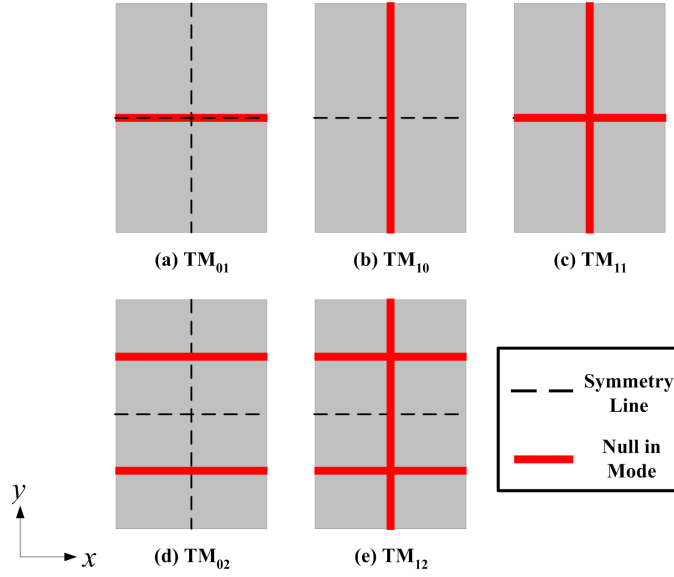 (a) TM₀₁
(b) TM₁₀
(c) TM₁₁
Symmetry
Line
Null in
Mode
y
x
(d) TM₀₂
(e) TM₁₂